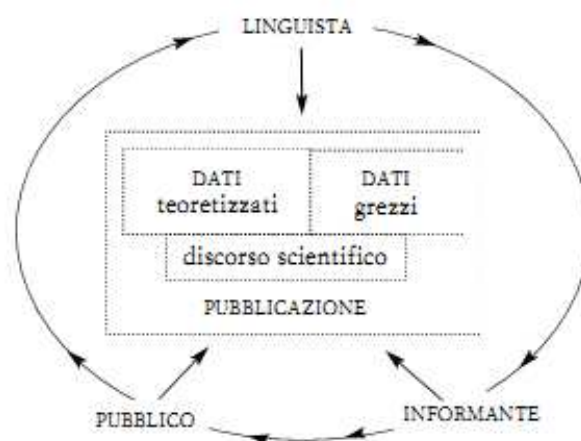 LINGUISTA
DATI DATI
teoretizzati grezzi
discorso scientifico
PUBBLICAZIONE
PUBBLICO INFORMANTE